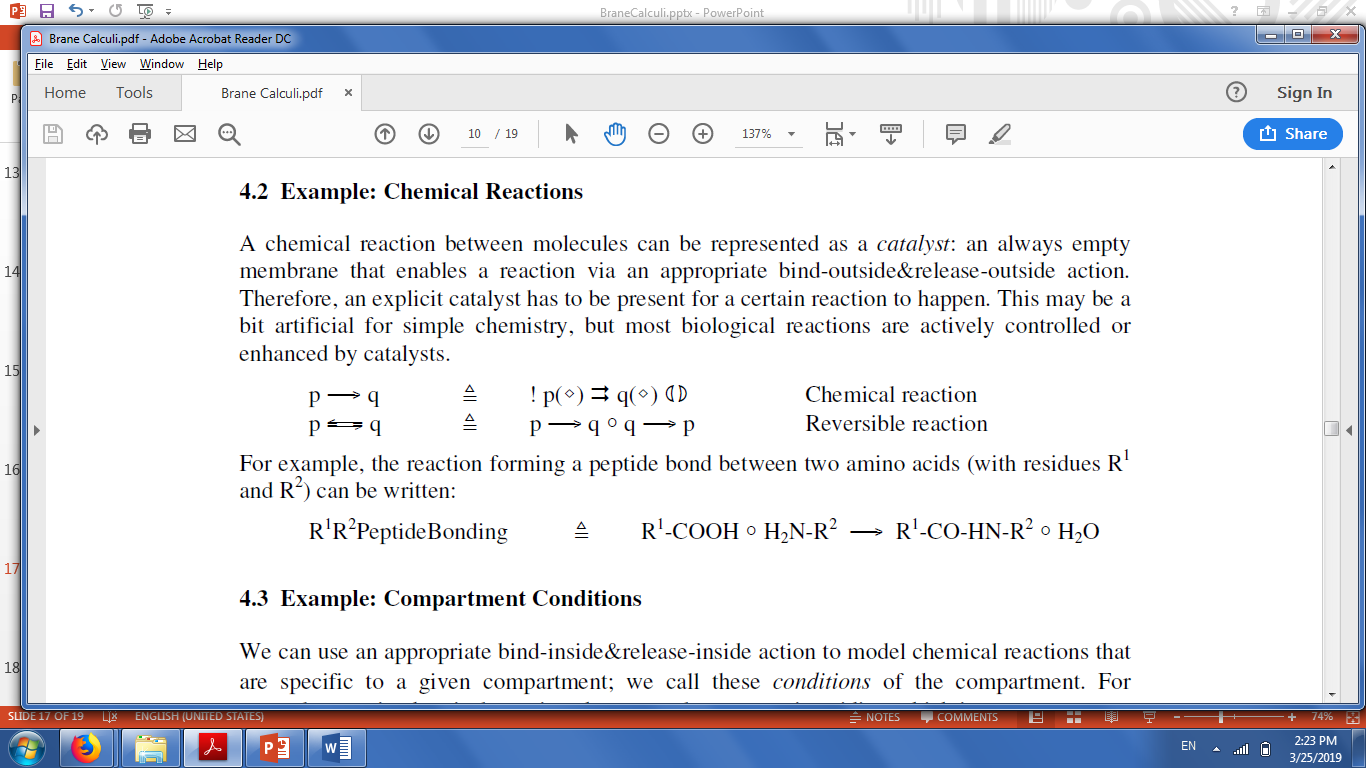 BraneCalculi.pptx - PowerPoint
Brane Calculi.pdf - Adobe Acrobat Reader DC
File Edit View Window Help
Home Tools Brane Calculi.pdf × Sign In
10 / 19 137% Share
13
14
15
16
17
18
4.2 Example: Chemical Reactions
A chemical reaction between molecules can be represented as a catalyst: an always empty
membrane that enables a reaction via an appropriate bind-outside&release-outside action.
Therefore, an explicit catalyst has to be present for a certain reaction to happen. This may be a
bit artificial for simple chemistry, but most biological reactions are actively controlled or
enhanced by catalysts.
p ⟶ q ≜ ! p(⋄) ⇉ q(⋄) ⦇⦈ Chemical reaction
p ⇌ q ≜ p ⟶ q ∘ q ⟶ p Reversible reaction
For example, the reaction forming a peptide bond between two amino acids (with residues R¹
and R²) can be written:
R¹R²PeptideBonding ≜ R¹-COOH ∘ H₂N-R² ⟶ R¹-CO-HN-R² ∘ H₂O
4.3 Example: Compartment Conditions
We can use an appropriate bind-inside&release-inside action to model chemical reactions that
are specific to a given compartment; we call these conditions of the compartment. For
SLIDE 17 OF 19 ENGLISH (UNITED STATES) NOTES COMMENTS 74%
EN 2:23 PM
3/25/2019